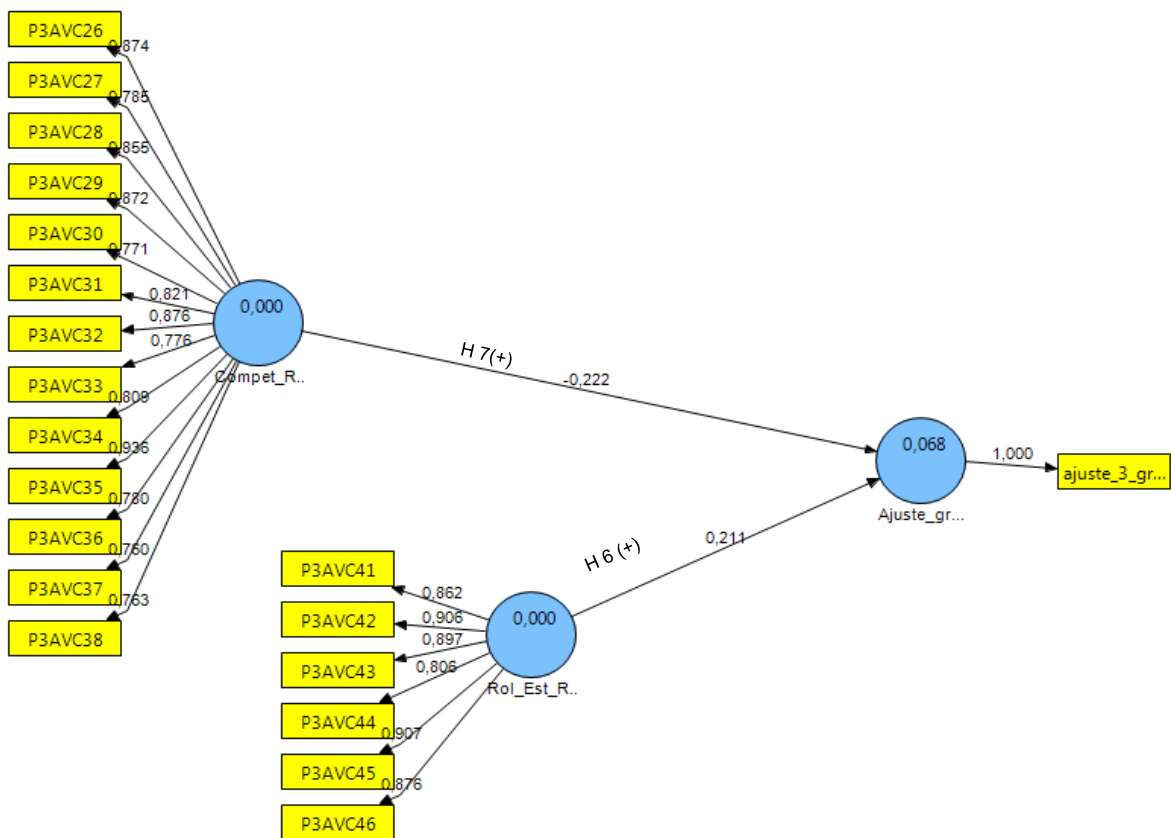 P3AVC26
0,874
P3AVC27
0,785
P3AVC28
0,855
P3AVC29
0,872
P3AVC30
0,771
P3AVC31
0,821
P3AVC32
0,876
P3AVC33
0,776
P3AVC34
0,809
P3AVC35
0,936
P3AVC36
0,780
P3AVC37
0,760
P3AVC38
0,763
0,000
Compet_R..
H 7(+)
-0,222
0,068
Ajuste_gr...
1,000
ajuste_3_gr...
H 6 (+)
0,211
P3AVC41
0,862
P3AVC42
0,906
P3AVC43
0,897
P3AVC44
0,806
P3AVC45
0,907
P3AVC46
0,876
0,000
Rol_Est_R..